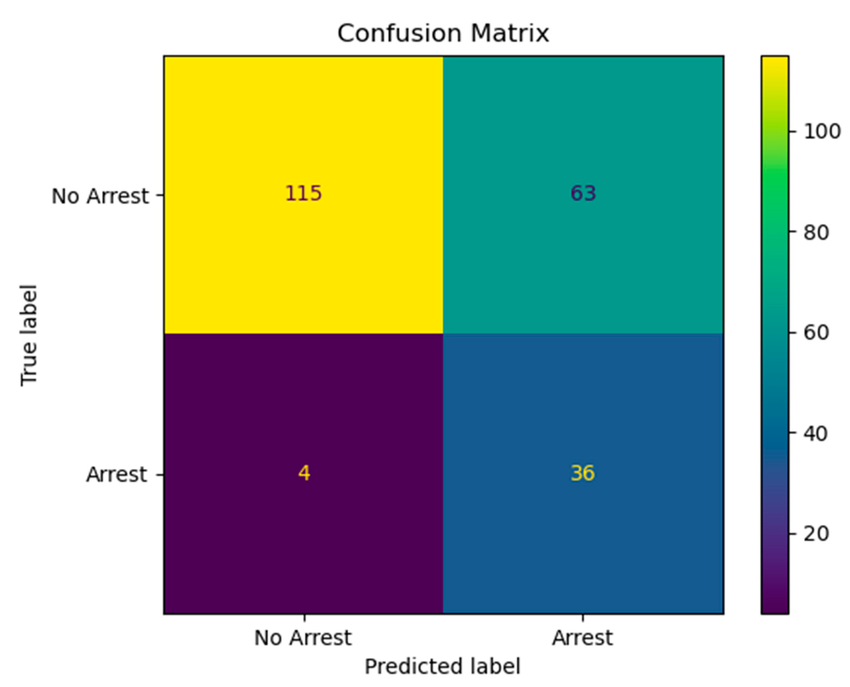 Confusion Matrix
No Arrest
115
63
Arrest
4
36
True label
No Arrest
Arrest
Predicted label
100
80
60
40
20